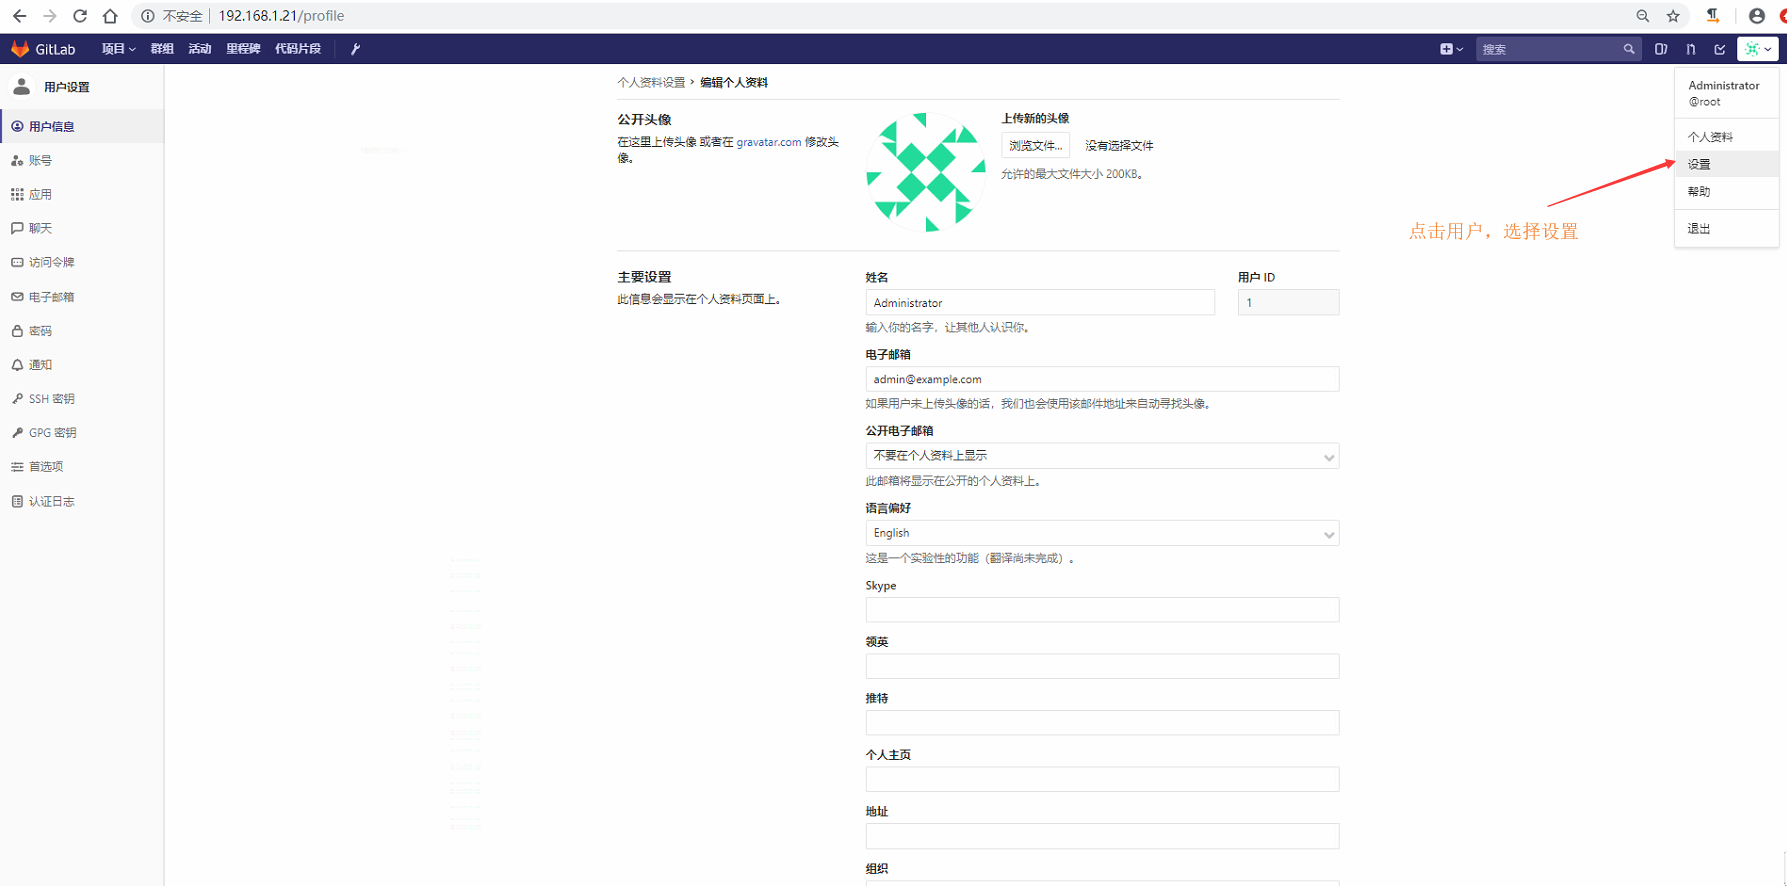 不安全 192.168.1.21/profile
GitLab 项目 群组 活动 里程碑 代码片段 搜索
用户设置
用户信息
账号
应用
聊天
访问令牌
电子邮箱
密码
通知
SSH 密钥
GPG 密钥
首选项
认证日志
个人资料设置 › 编辑个人资料
公开头像
在这里上传头像 或者在 gravatar.com 修改头
像。
上传新的头像
浏览文件... 没有选择文件
允许的最大文件大小 200KB。
主要设置
此信息会显示在个人资料页面上。
姓名
Administrator
输入你的名字，让其他人认识你。
用户 ID
1
电子邮箱
admin@example.com
如果用户未上传头像的话，我们也会使用该邮件地址来自动寻找头像。
公开电子邮箱
不要在个人资料上显示
此邮箱将显示在公开的个人资料上。
语言偏好
English
这是一个实验性的功能（翻译尚未完成）。
Skype
领英
推特
个人主页
地址
组织
Administrator
@root
个人资料
设置
帮助
退出
点击用户，选择设置